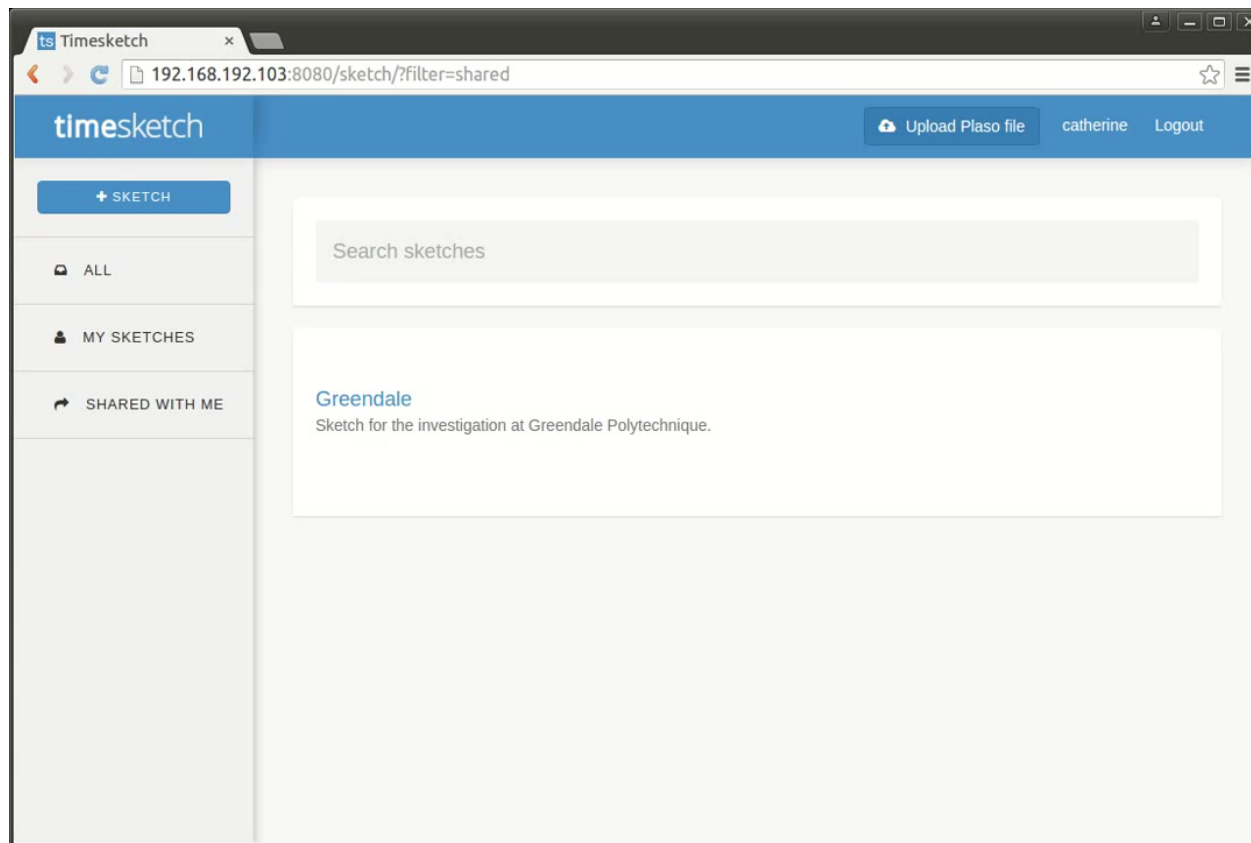 ts Timesketch ×
192.168.192.103:8080/sketch/?filter=shared
timesketch
Upload Plaso file catherine Logout
+ SKETCH
Search sketches
ALL
MY SKETCHES
SHARED WITH ME
Greendale
Sketch for the investigation at Greendale Polytechnique.